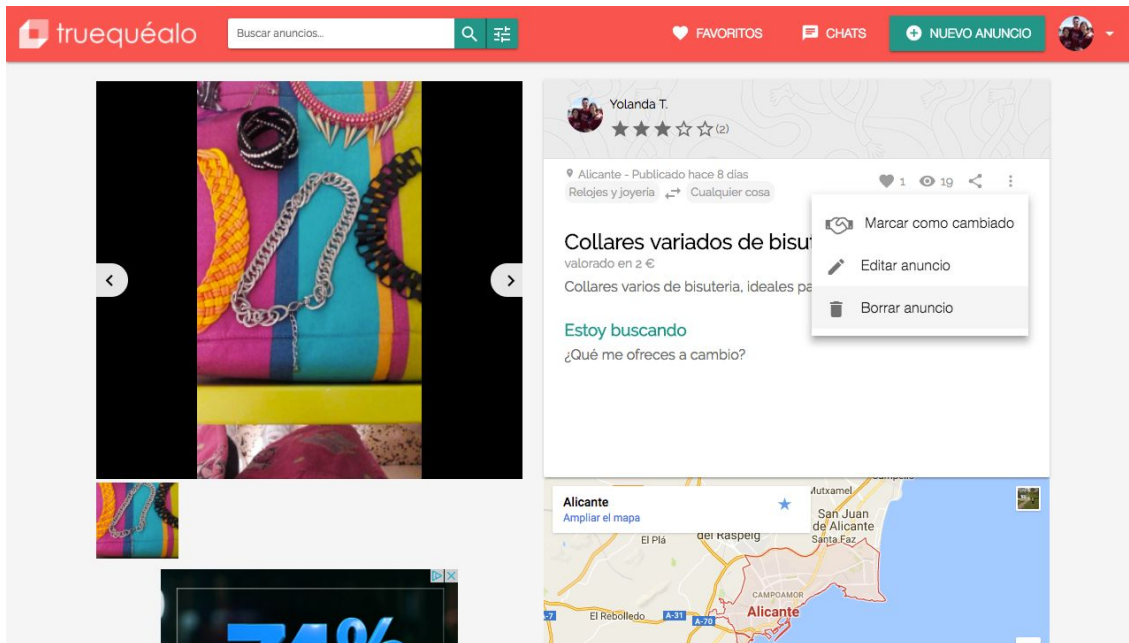 truequéalo
Buscar anuncios...
FAVORITOS
CHATS
NUEVO ANUNCIO
Yolanda T.
(2)
Alicante - Publicado hace 8 días
1
19
Relojes y joyería
Cualquier cosa
Marcar como cambiado
Collares variados de bisu
valorado en 2 €
Editar anuncio
Collares varios de bisuteria, ideales pa
Borrar anuncio
Estoy buscando
¿Qué me ofreces a cambio?
Alicante
Ampliar el mapa
Mutxamel
San Juan
de Alicante
Santa Faz
El Plá
del Raspeig
CAMPOAMOR
El Rebolledo
A-31
A-70
Alicante
-7